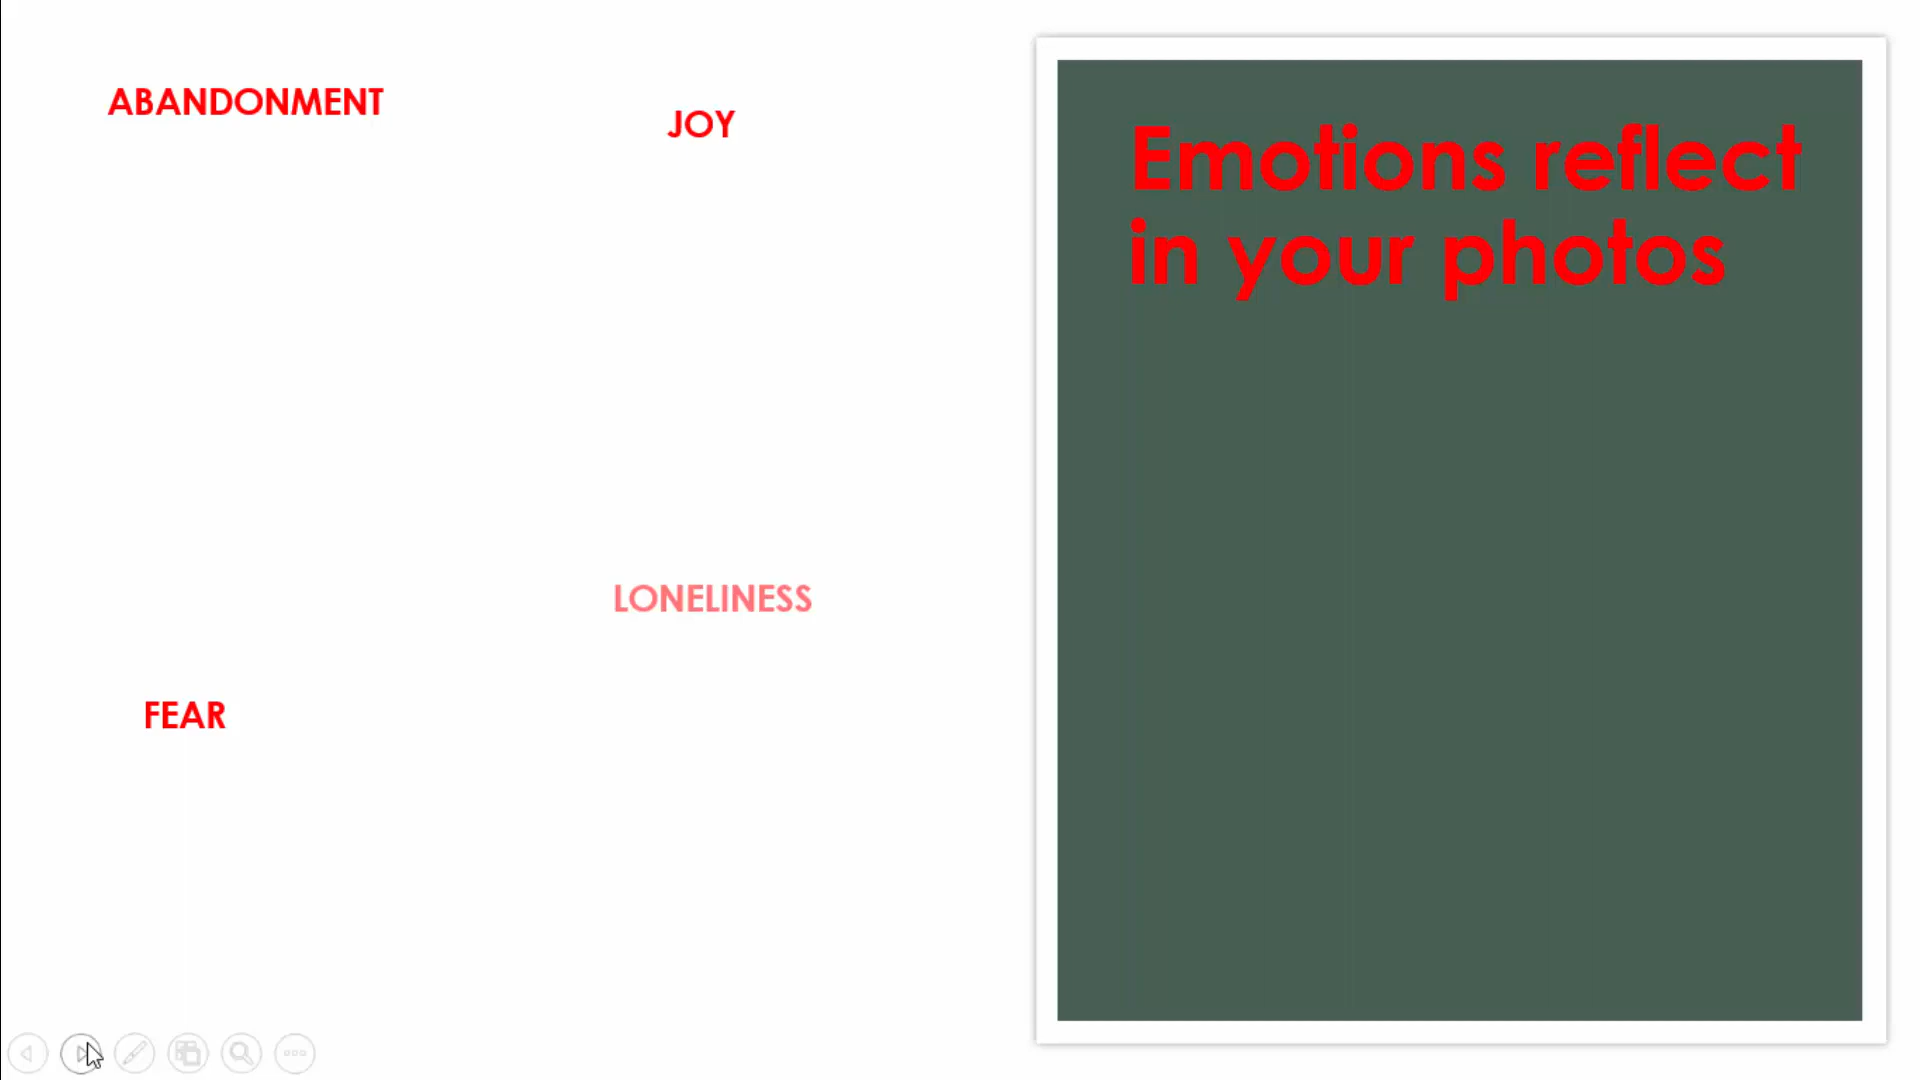 ABANDONMENT
JOY
LONELINESS
FEAR
Emotions reflect
in your photos